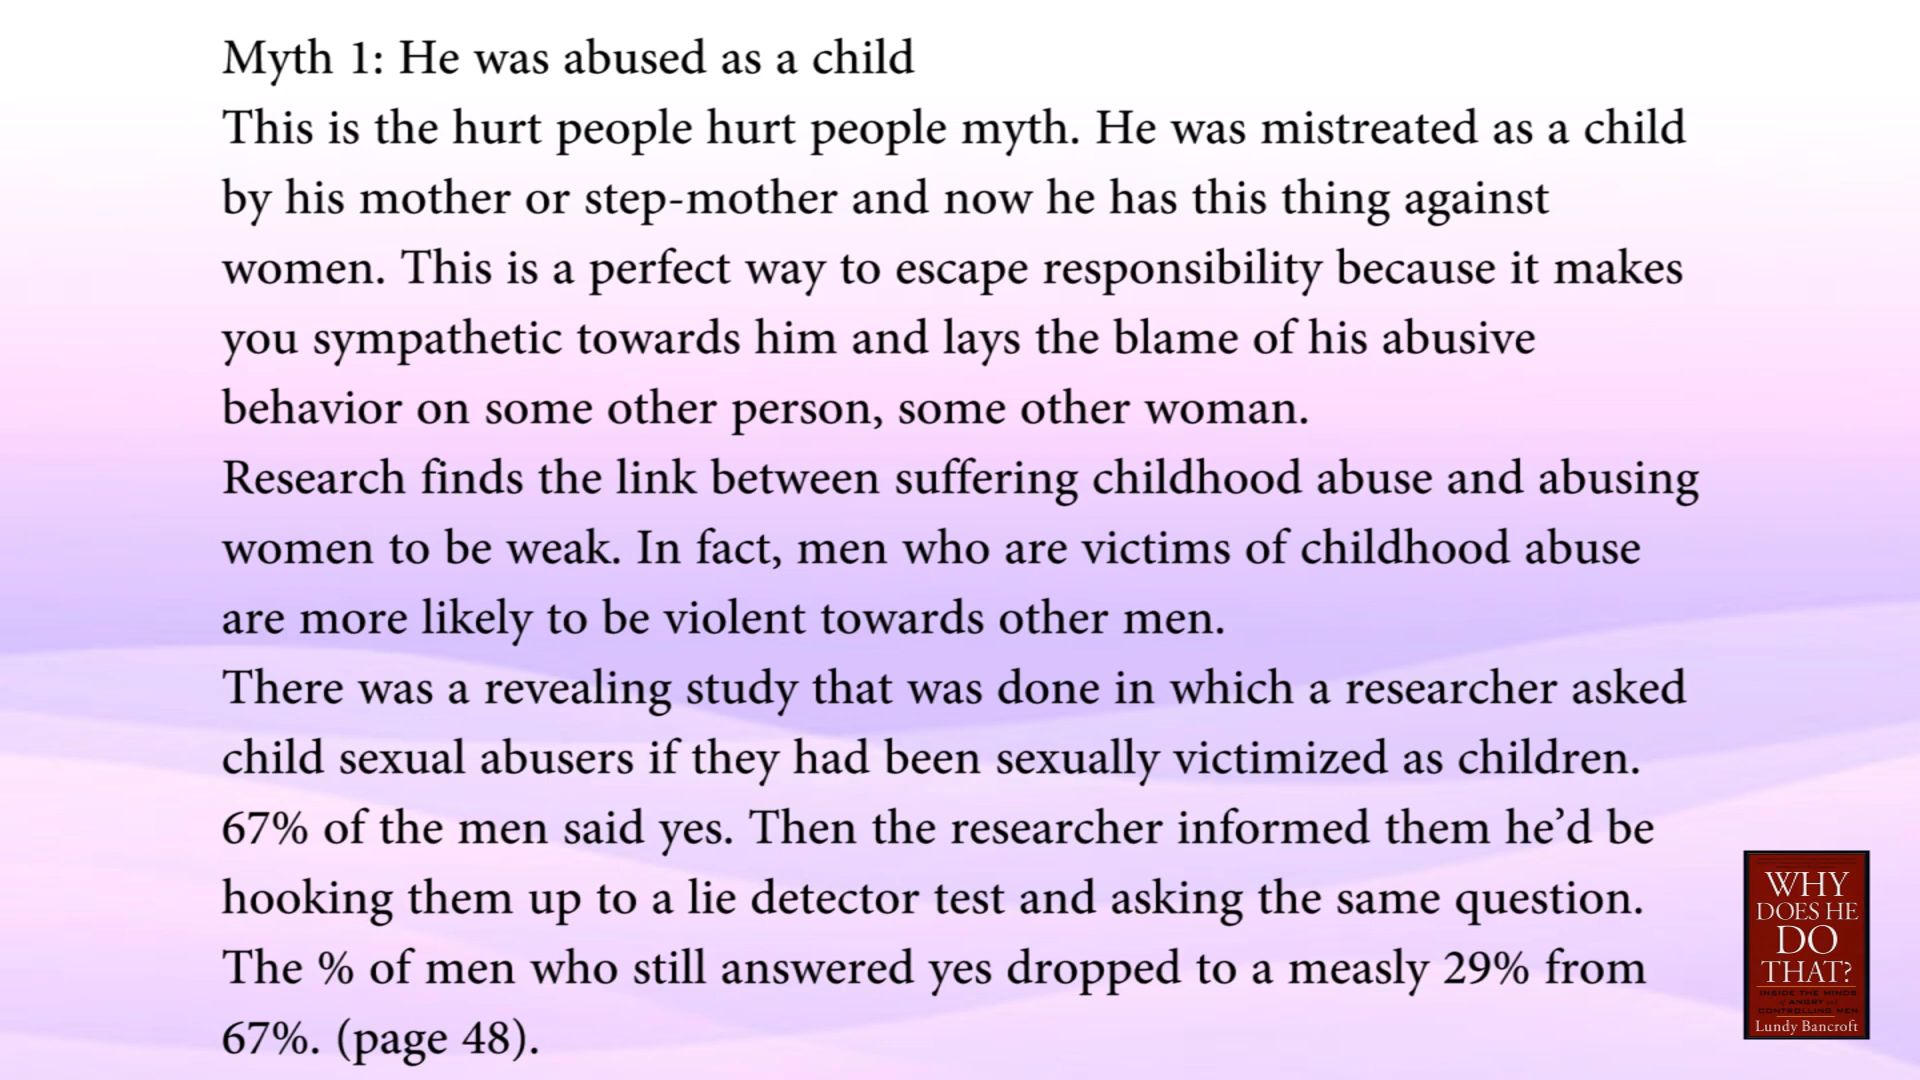 Myth 1: He was abused as a child
This is the hurt people hurt people myth. He was mistreated as a child
by his mother or step-mother and now he has this thing against
women. This is a perfect way to escape responsibility because it makes
you sympathetic towards him and lays the blame of his abusive
behavior on some other person, some other woman.
Research finds the link between suffering childhood abuse and abusing
women to be weak. In fact, men who are victims of childhood abuse
are more likely to be violent towards other men.
There was a revealing study that was done in which a researcher asked
child sexual abusers if they had been sexually victimized as children.
67% of the men said yes. Then the researcher informed them he’d be
hooking them up to a lie detector test and asking the same question.
The % of men who still answered yes dropped to a measly 29% from
67%. (page 48).
WHY
DOES HE
DO
THAT?
INSIDE THE MINDS
of ANGRY and
CONTROLLING MEN
Lundy Bancroft